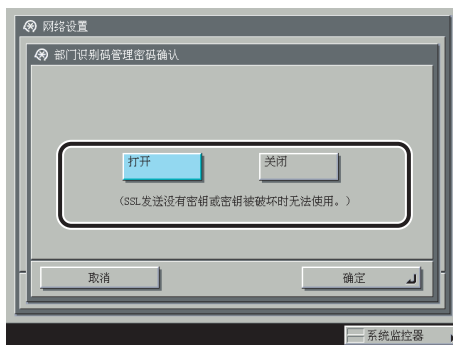 网络设置
部门识别码管理密码确认
打开 关闭
(SSL发送没有密钥或密钥被破坏时无法使用。)
取消 确定
系统监控器